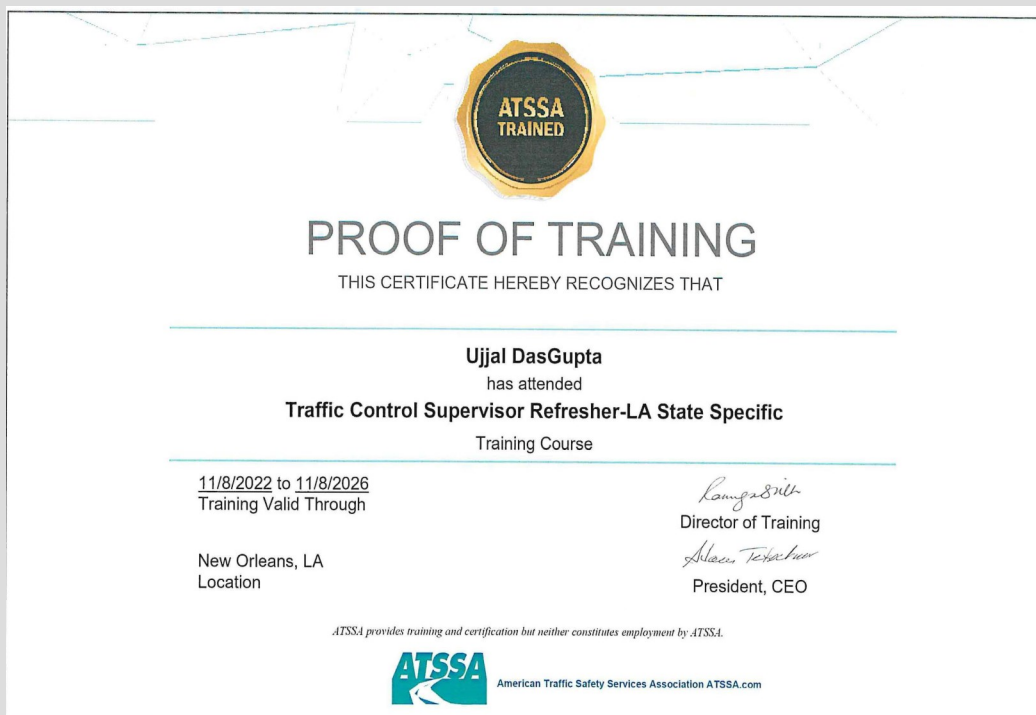 ATSSA
TRAINED
PROOF OF TRAINING
THIS CERTIFICATE HEREBY RECOGNIZES THAT
Ujjal DasGupta
has attended
Traffic Control Supervisor Refresher-LA State Specific
Training Course
11/8/2022 to 11/8/2026
Training Valid Through
Director of Training
New Orleans, LA
Location
President, CEO
ATSSA provides training and certification but neither constitutes employment by ATSSA.
ATSSA
American Traffic Safety Services Association ATSSA.com